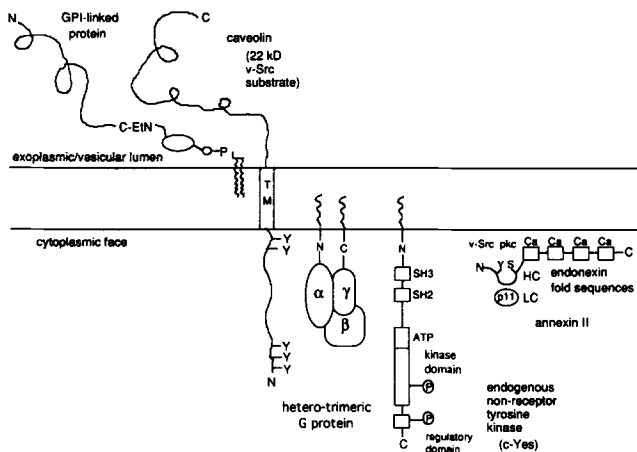 N
GPI-linked
protein
C
caveolin
(22 kD
v-Src
substrate)
C-EtN
P
exoplasmic/vesicular lumen
T
M
cytoplasmic face
Y
Y
Y
Y
Y
N
N
C
α
γ
β
hetero-trimeric
G protein
N
SH3
SH2
ATP
kinase
domain
P
P
C
regulatory
domain
endogenous
non-receptor
tyrosine
kinase
(c-Yes)
v-Src pkc
Ca Ca Ca Ca
C
N
Y S
HC
p11
LC
endonexin
fold sequences
annexin II